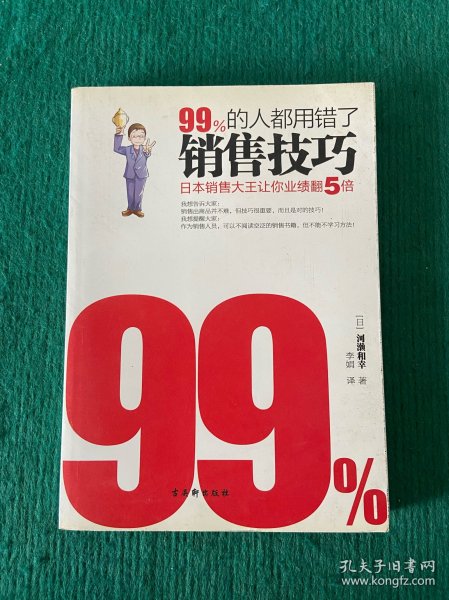 99%的人都用错了
销售技巧
日本销售大王让你业绩翻5倍
我想告诉大家:
销售出商品并不难,但技巧很重要,而且是对的技巧!
我想提醒大家:
作为销售人员,可以不阅读空泛的销售书籍,但不能不学习方法!
[日]河濑和幸 著
李娟 译
99%
古吴轩出版社
孔夫子旧书网
www.kongfz.com